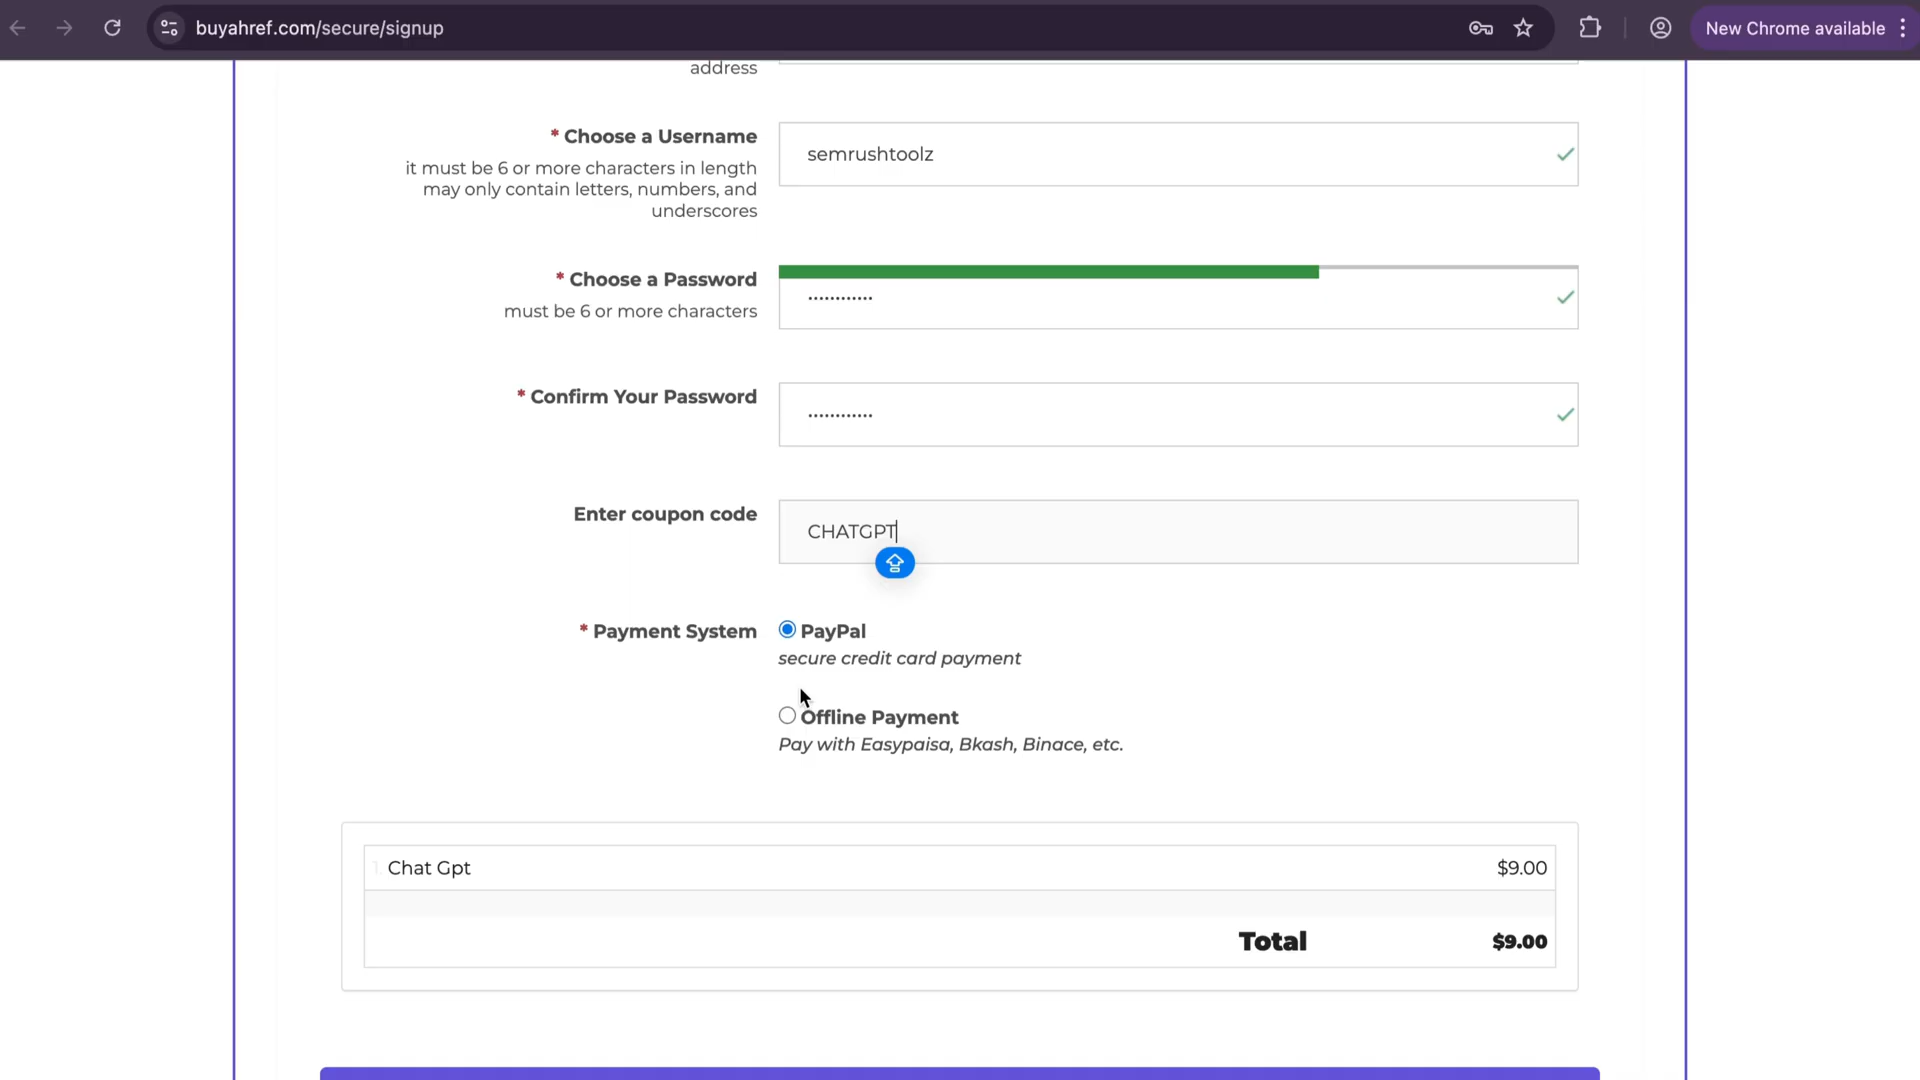 buyahref.com/secure/signup
New Chrome available
address
* Choose a Username
it must be 6 or more characters in length
may only contain letters, numbers, and
underscores
semrushtoolz
* Choose a Password
must be 6 or more characters
••••••••••••
* Confirm Your Password
••••••••••••
Enter coupon code
CHATGPT
* Payment System
PayPal
secure credit card payment
Offline Payment
Pay with Easypaisa, Bkash, Binace, etc.
1. Chat Gpt $9.00
Total $9.00